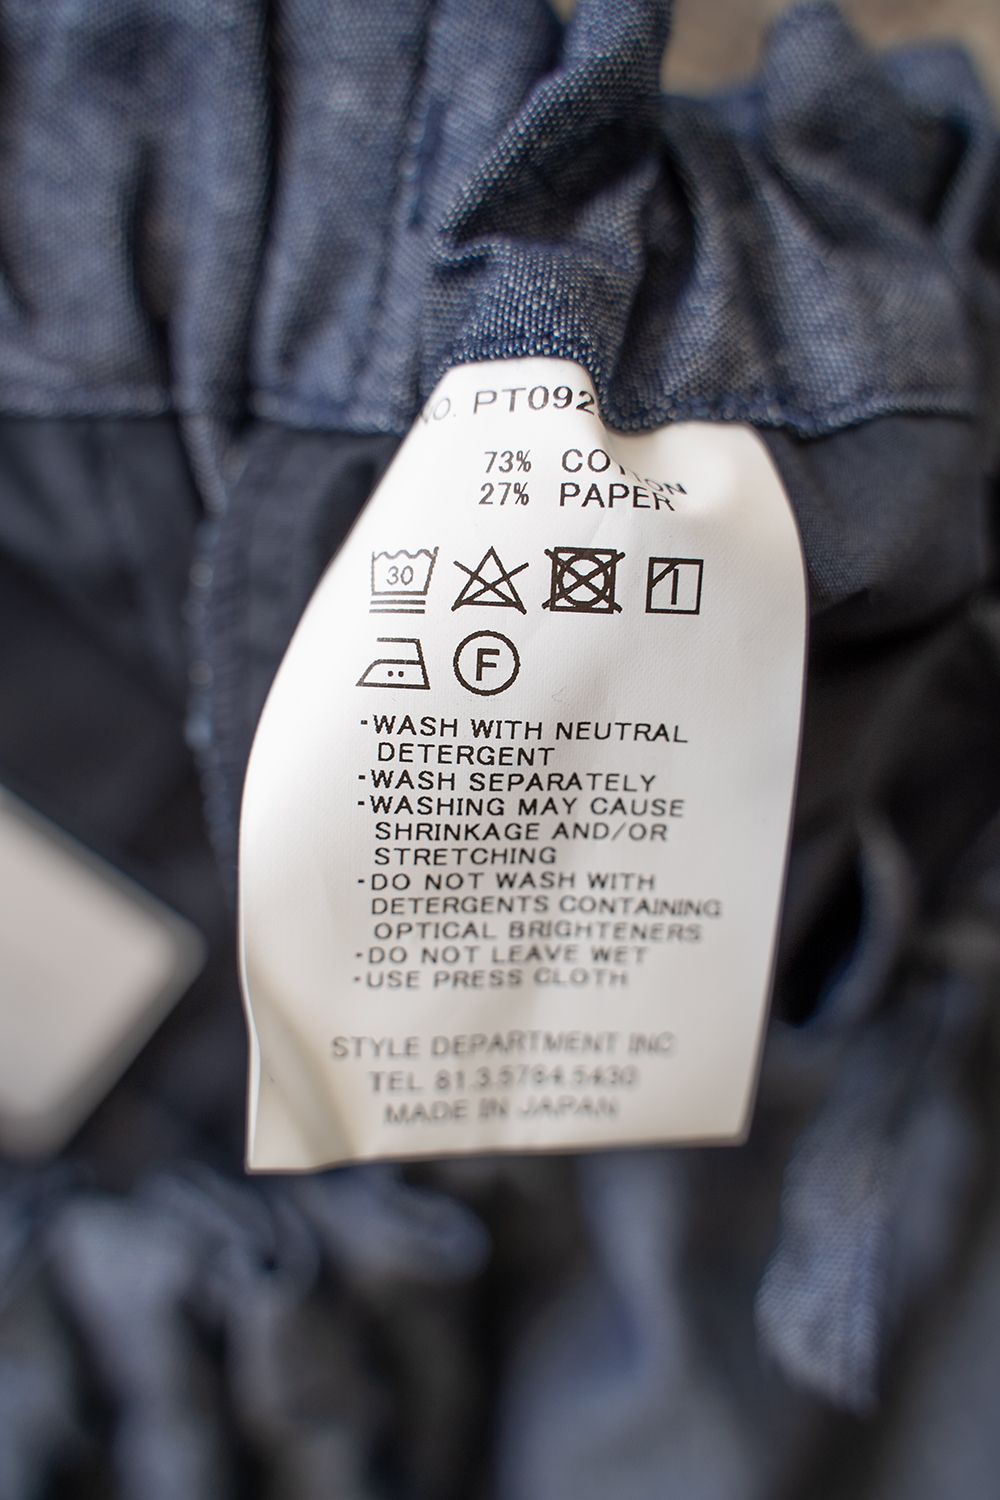 NO. PT092
73% COTTON
27% PAPER
30
F
-WASH WITH NEUTRAL
DETERGENT
-WASH SEPARATELY
-WASHING MAY CAUSE
SHRINKAGE AND/OR
STRETCHING
-DO NOT WASH WITH
DETERGENTS CONTAINING
OPTICAL BRIGHTENERS
-DO NOT LEAVE WET
-USE PRESS CLOTH
STYLE DEPARTMENT INC
TEL 81.3.5784.5430
MADE IN JAPAN